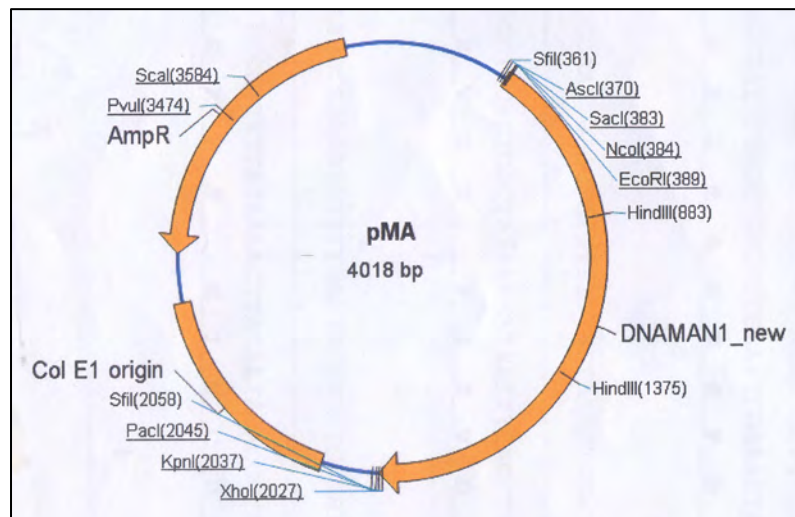 SfiI(361)
AscI(370)
SacI(383)
NcoI(384)
EcoRI(389)
HindIII(883)
DNAMAN1_new
HindIII(1375)
pMA
4018 bp
ScaI(3584)
PvuI(3474)
AmpR
Col E1 origin
SfiI(2058)
PacI(2045)
KpnI(2037)
XhoI(2027)